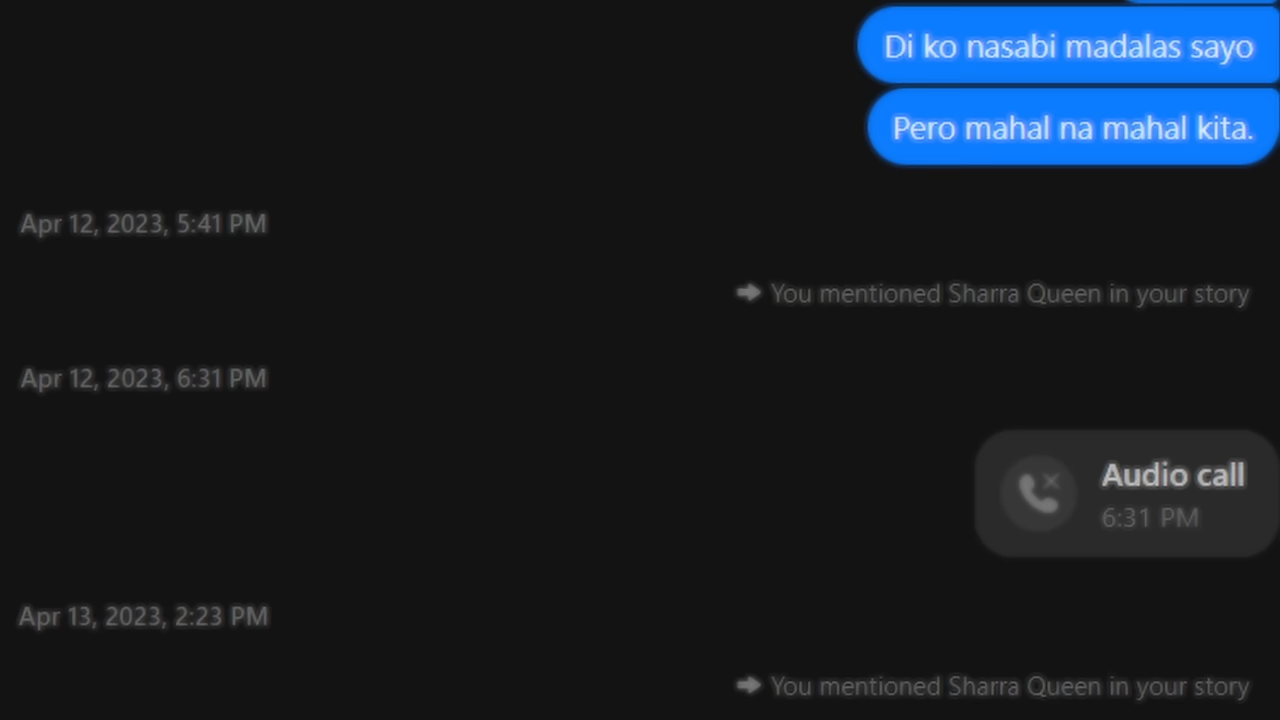 Di ko nasabi madalas sayo
Pero mahal na mahal kita.
Apr 12, 2023, 5:41 PM
You mentioned Sharra Queen in your story
Apr 12, 2023, 6:31 PM
Audio call
6:31 PM
Apr 13, 2023, 2:23 PM
You mentioned Sharra Queen in your story